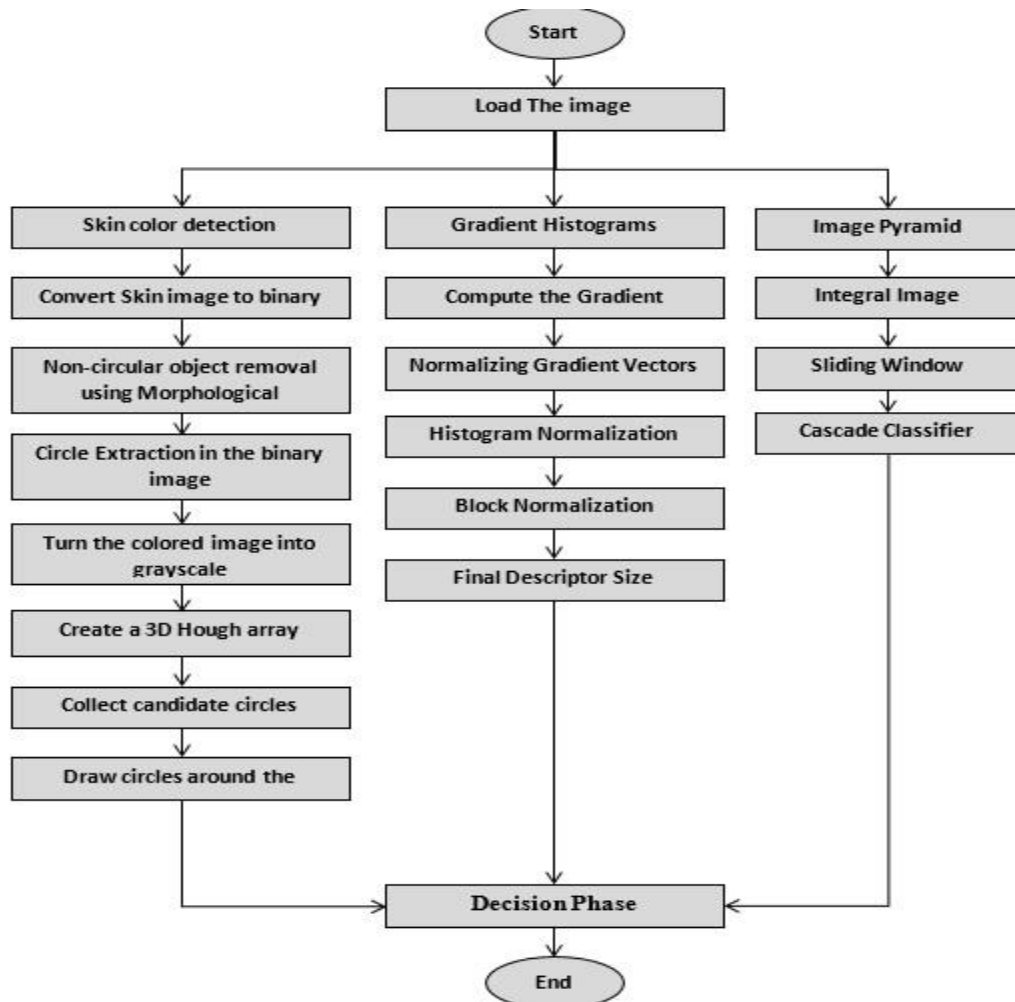 Start
Load The image
Skin color detection
Convert Skin image to binary
Non-circular object removal
using Morphological
Circle Extraction in the binary
image
Turn the colored image into
grayscale
Create a 3D Hough array
Collect candidate circles
Draw circles around the
Gradient Histograms
Compute the Gradient
Normalizing Gradient Vectors
Histogram Normalization
Block Normalization
Final Descriptor Size
Image Pyramid
Integral Image
Sliding Window
Cascade Classifier
Decision Phase
End